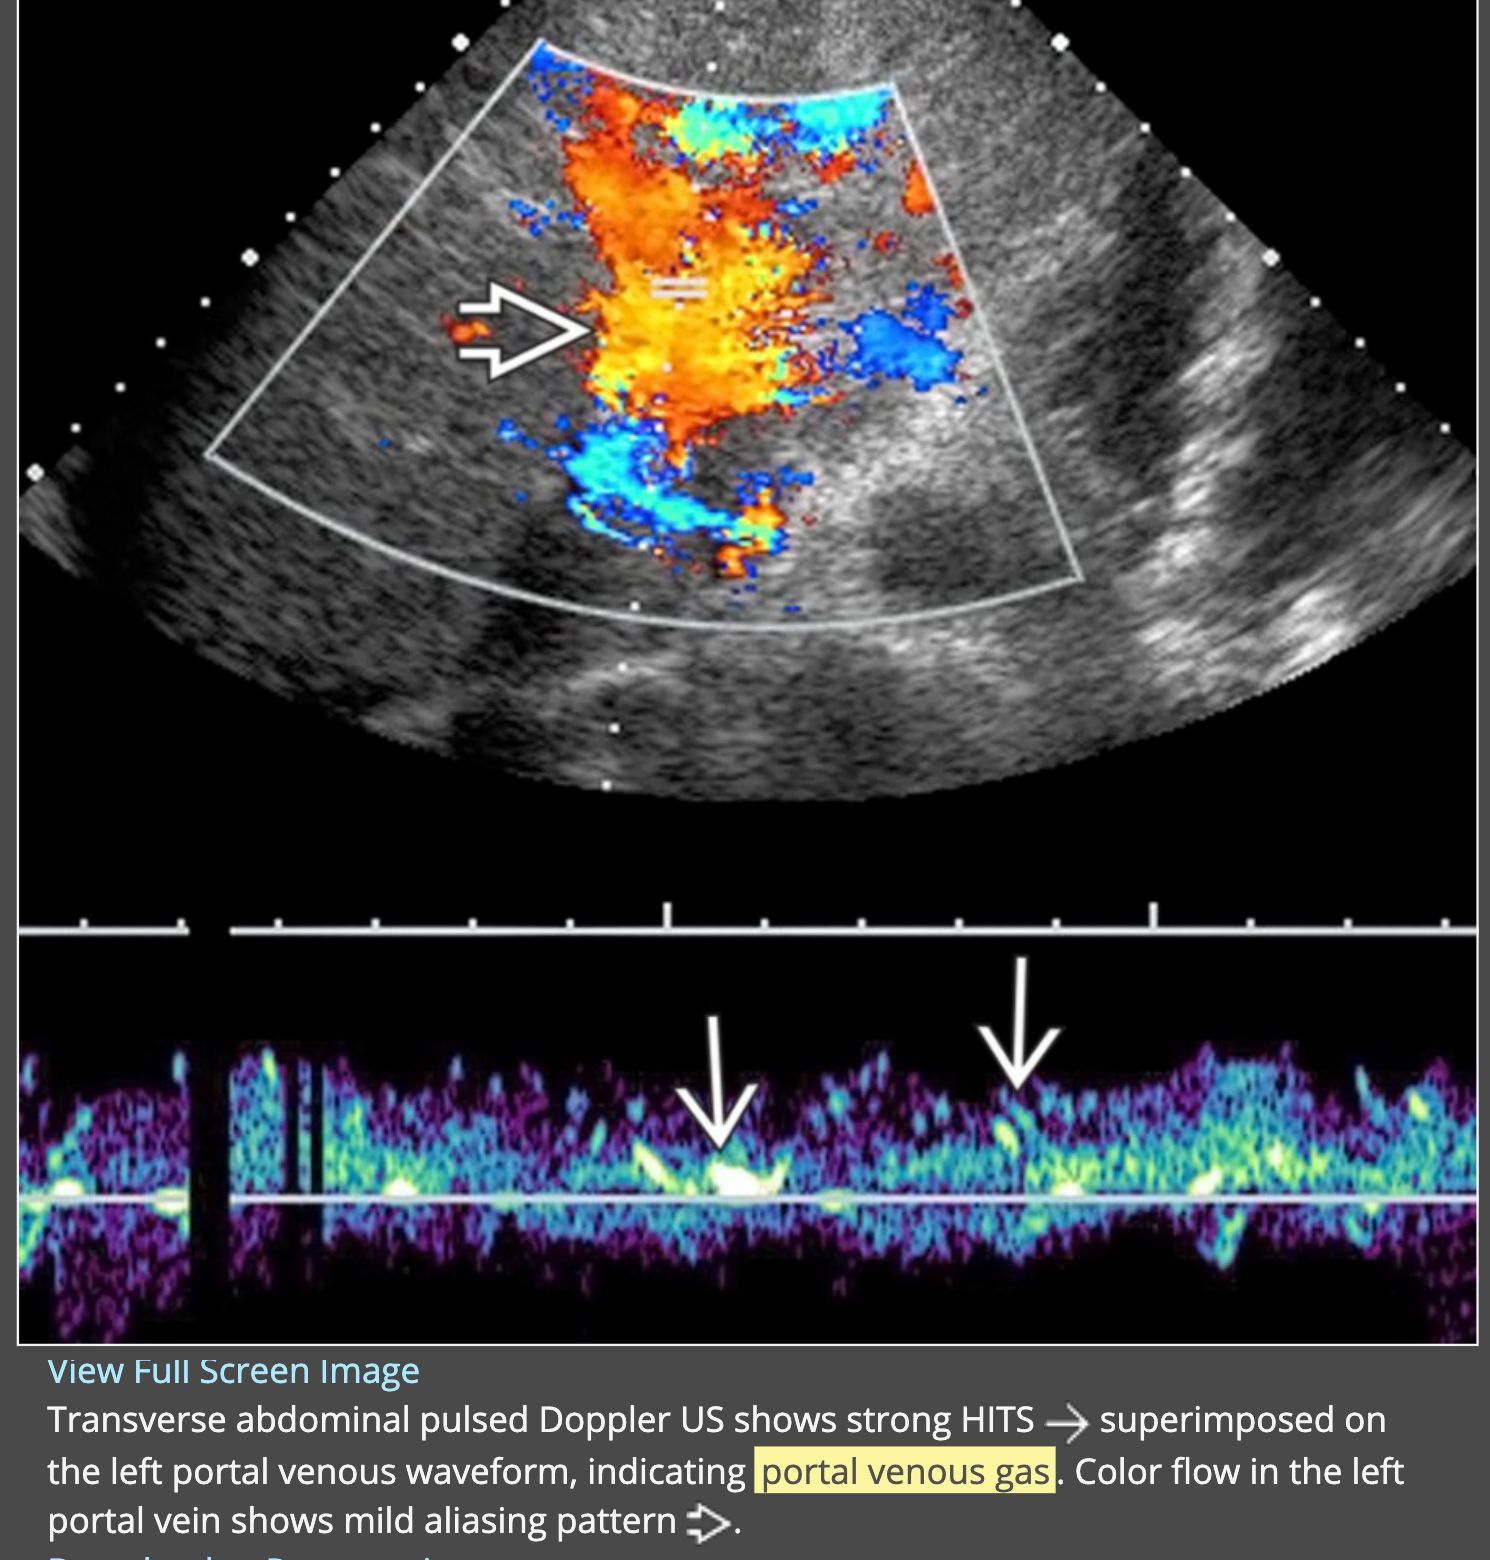 View Full Screen Image
Transverse abdominal pulsed Doppler US shows strong HITS superimposed on
the left portal venous waveform, indicating portal venous gas. Color flow in the left
portal vein shows mild aliasing pattern .